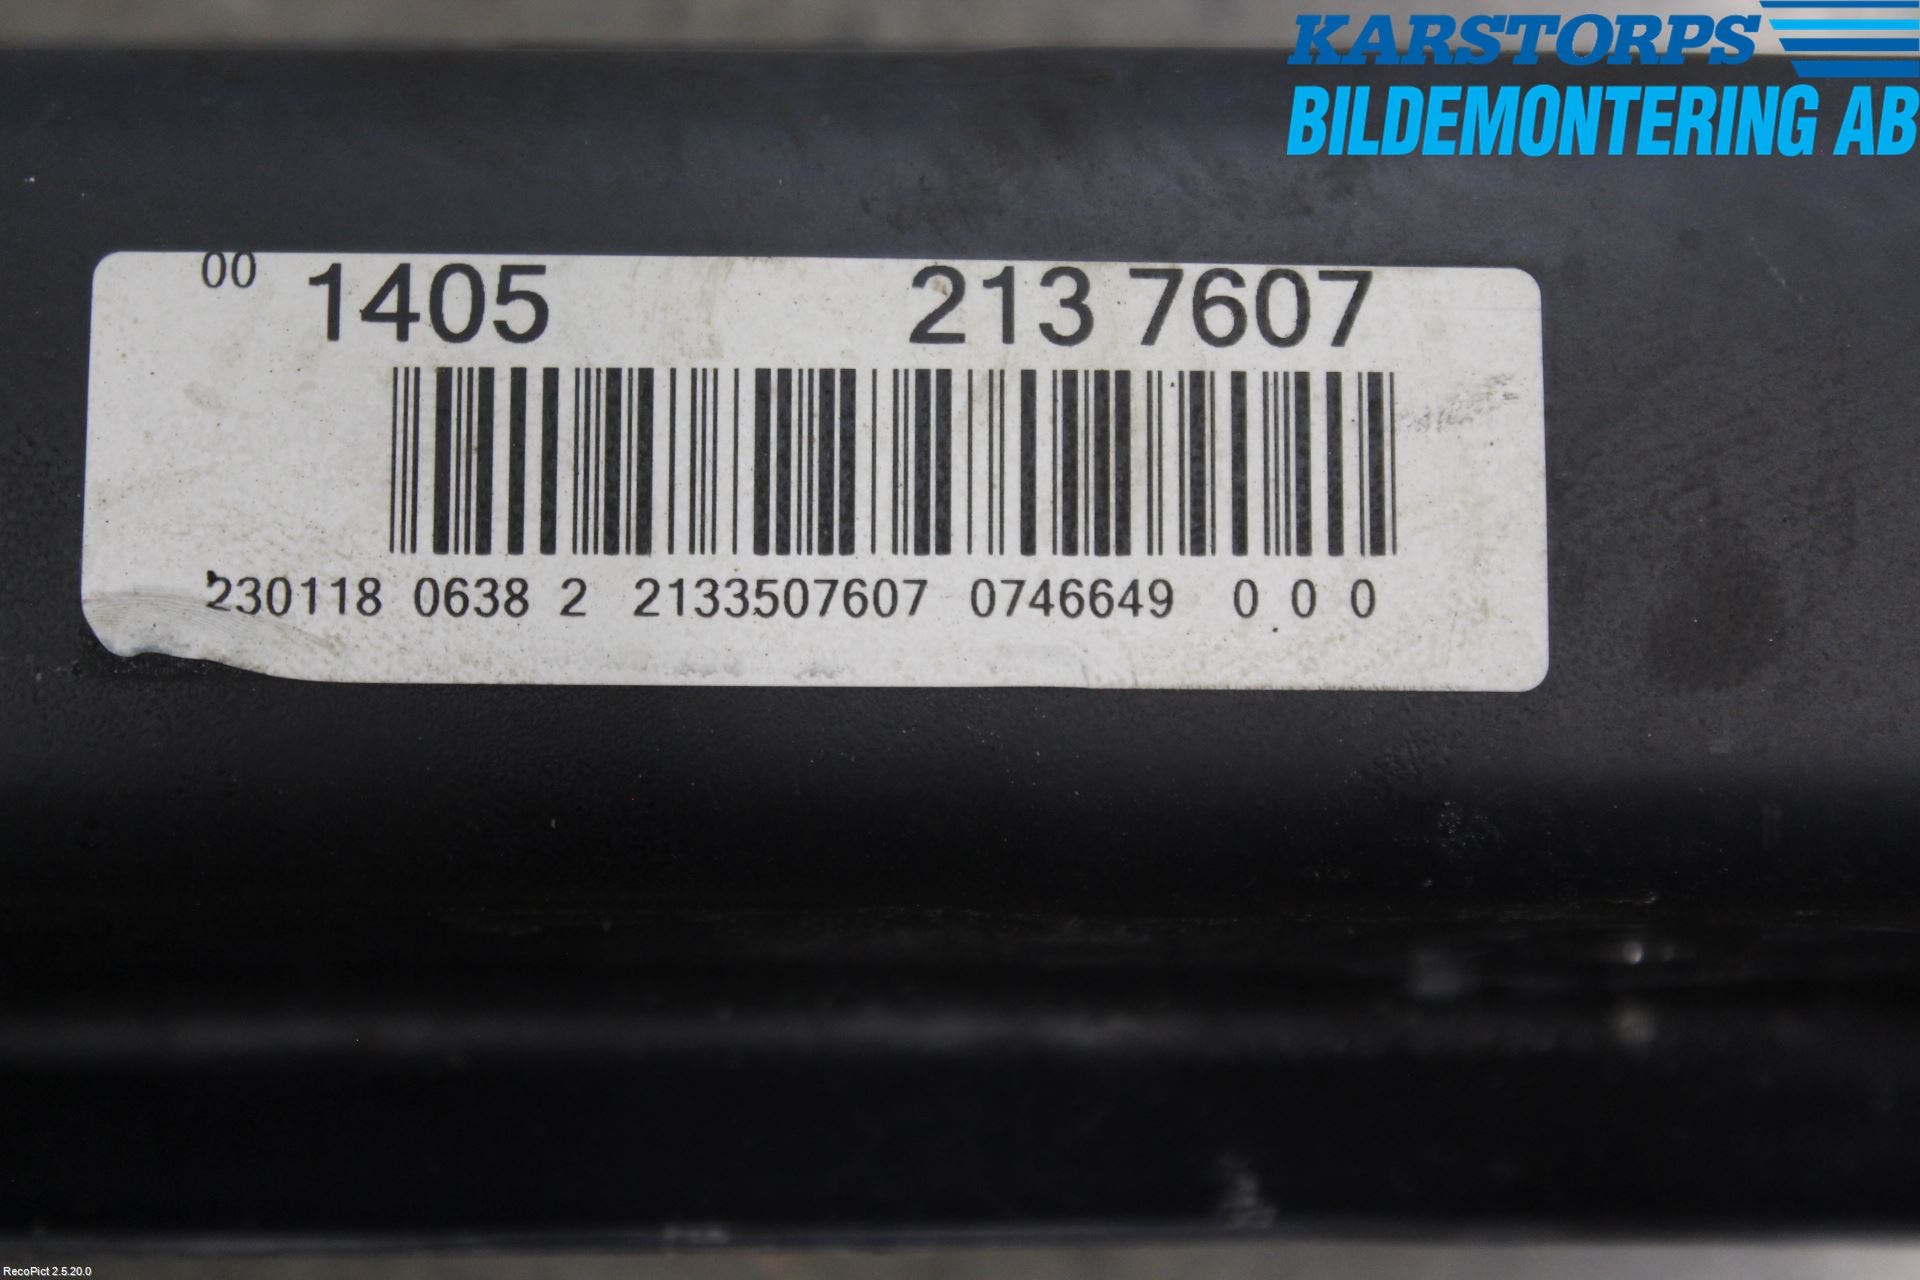 KARSTORPS
BILDEMONTERING AB
00 1405 213 7607
230118 0638 2 2133507607 0746649 0 0 0
RecoPict 2.5.20.0